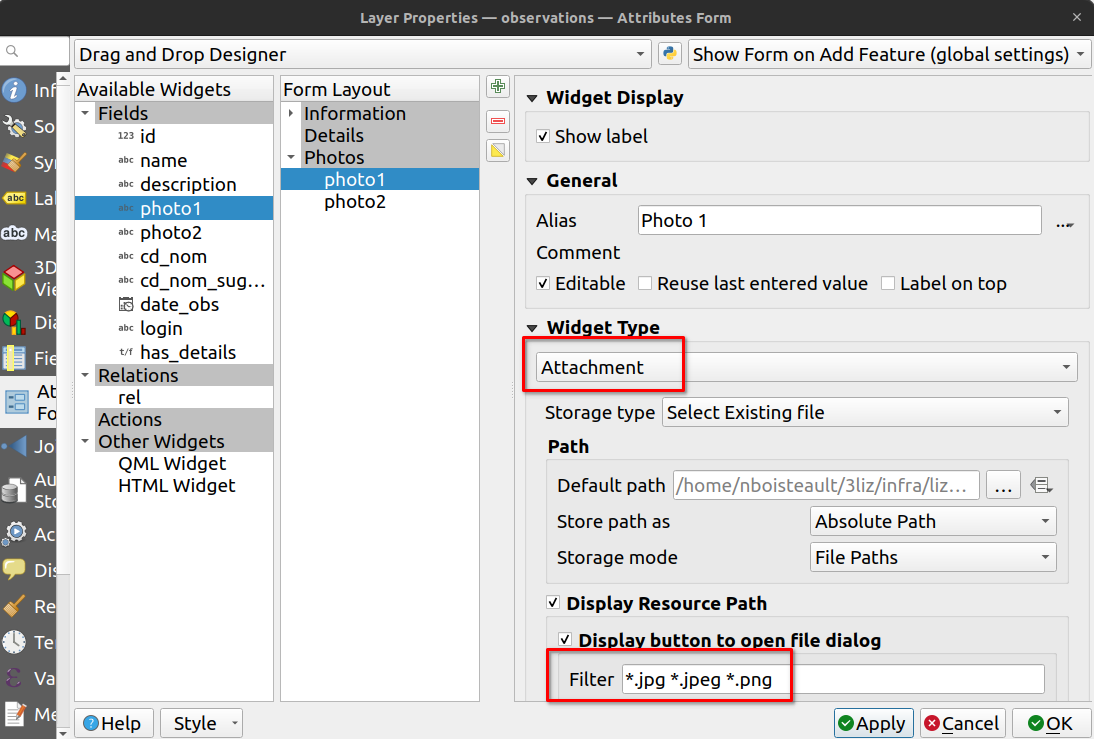 Layer Properties — observations — Attributes Form
Drag and Drop Designer
Show Form on Add Feature (global settings)
Inf
So
Sy
abc
La
abc
Ma
3D
Vie
Dia
Fie
At
Fo
Jo
Au
Sto
Ac
Dis
Re
Te
Va
Me
Available Widgets
Fields
123 id
abc name
abc description
abc photo1
abc photo2
abc cd_nom
abc cd_nom_sug…
date_obs
abc login
t/f has_details
Relations
rel
Actions
Other Widgets
QML Widget
HTML Widget
Form Layout
Information
Details
Photos
photo1
photo2
Widget Display
Show label
General
Alias Photo 1 ...
Comment
Editable Reuse last entered value Label on top
Widget Type
Attachment
Storage type Select Existing file
Path
Default path /home/nboisteault/3liz/infra/liz… …
Store path as Absolute Path
Storage mode File Paths
Display Resource Path
Display button to open file dialog
Filter *.jpg *.jpeg *.png
Help Style Apply Cancel OK